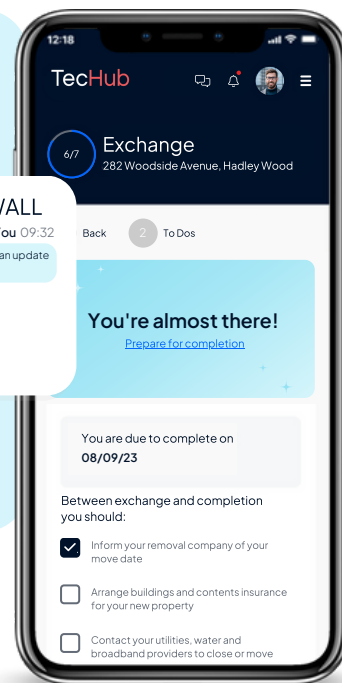 12:18
TecHub
6/7
Exchange
282 Woodside Avenue, Hadley Wood
You 09:32
an update
Back
2
To Dos
You're almost there!
Prepare for completion
You are due to complete on
08/09/23
Between exchange and completion
you should:
Inform your removal company of your
move date
Arrange buildings and contents insurance
for your new property
Contact your utilities, water and
broadband providers to close or move